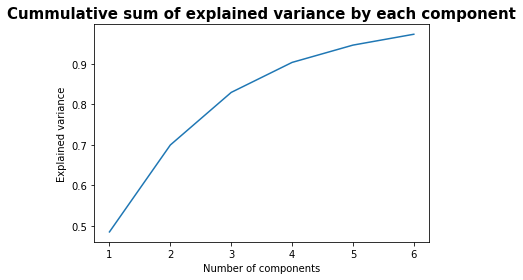 Cummulative sum of explained variance by each component
0.9
0.8
0.7
0.6
0.5
Explained variance
1 2 3 4 5 6
Number of components